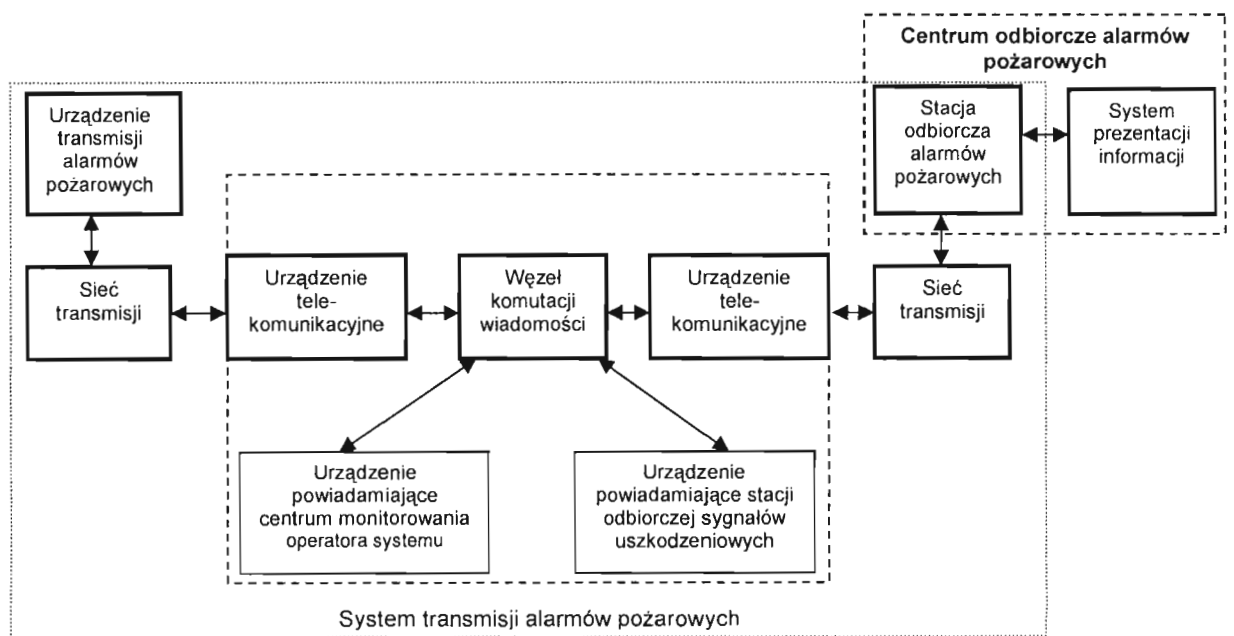 Centrum odbiorcze alarmów
pożarowych
Urządzenie
transmisji
alarmów
pożarowych
Stacja
odbiorcza
alarmów
pożarowych
System
prezentacji
informacji
Sieć
transmisji
Urządzenie
tele-
komunikacyjne
Węzeł
komutacji
wiadomości
Urządzenie
tele-
komunikacyjne
Sieć
transmisji
Urządzenie
powiadamiające
centrum monitorowania
operatora systemu
Urządzenie
powiadamiające stacji
odbiorczej sygnałów
uszkodzeniowych
System transmisji alarmów pożarowych